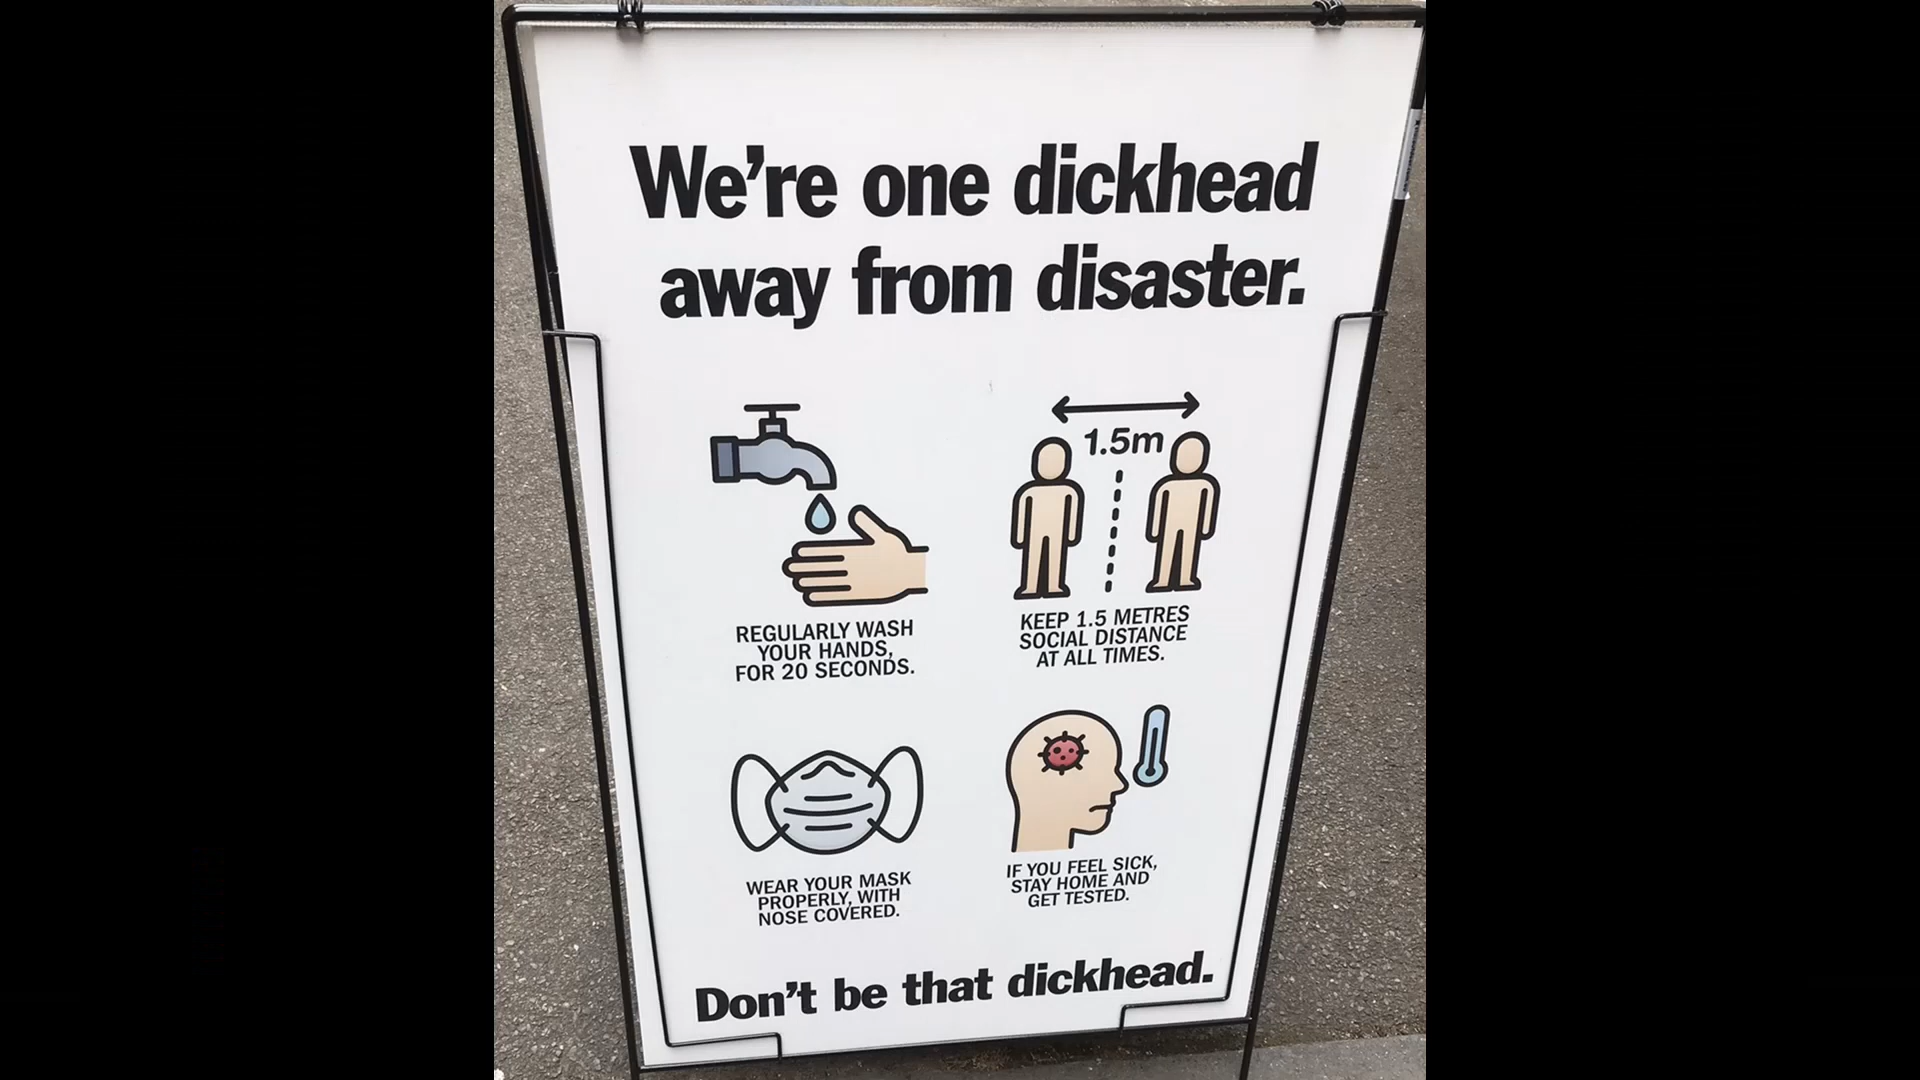 We're one dickhead
away from disaster.
1.5m
REGULARLY WASH
YOUR HANDS,
FOR 20 SECONDS.
KEEP 1.5 METRES
SOCIAL DISTANCE
AT ALL TIMES.
WEAR YOUR MASK
PROPERLY, WITH
NOSE COVERED.
IF YOU FEEL SICK,
STAY HOME AND
GET TESTED.
Don't be that dickhead.